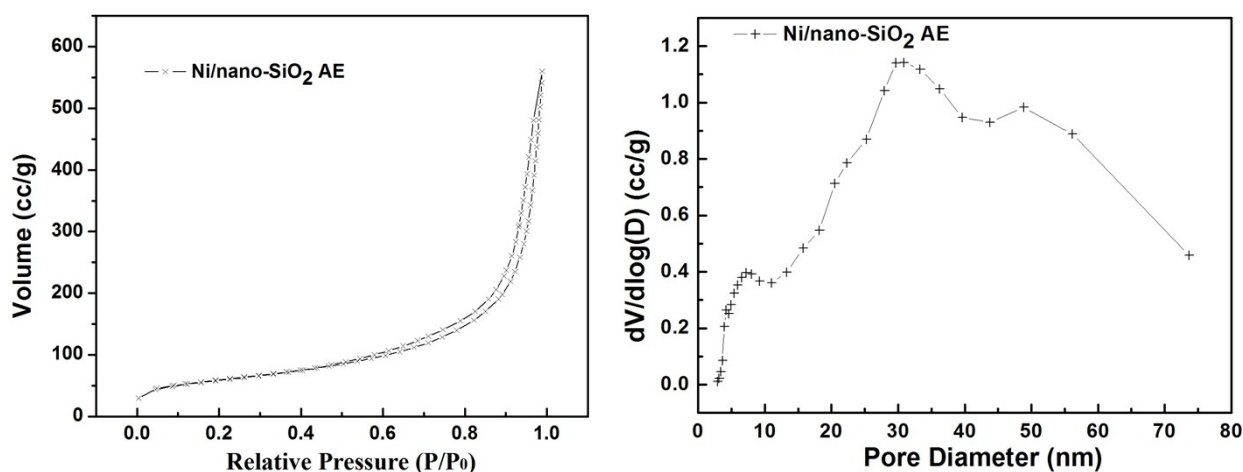 600
500
400
300
200
100
0
Volume (cc/g)
Ni/nano-SiO2 AE
0.0 0.2 0.4 0.6 0.8 1.0
Relative Pressure (P/P0)
1.2
1.0
0.8
0.6
0.4
0.2
0.0
dV/dlog(D) (cc/g)
Ni/nano-SiO2 AE
0 10 20 30 40 50 60 70 80
Pore Diameter (nm)